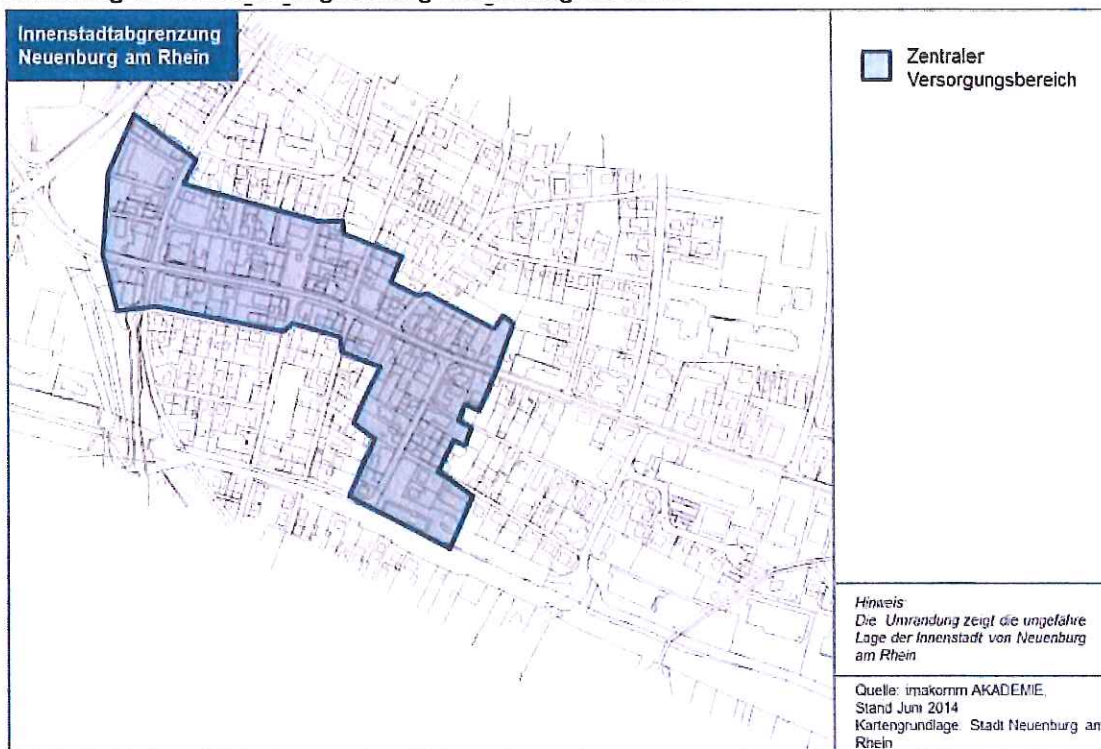 Innenstadtabgrenzung
Neuenburg am Rhein
Zentraler
Versorgungsbereich
Hinweis:
Die Umrandung zeigt die ungefähre
Lage der Innenstadt von Neuenburg
am Rhein
Quelle: imakomm AKADEMIE,
Stand Juni 2014
Kartengrundlage: Stadt Neuenburg am
Rhein